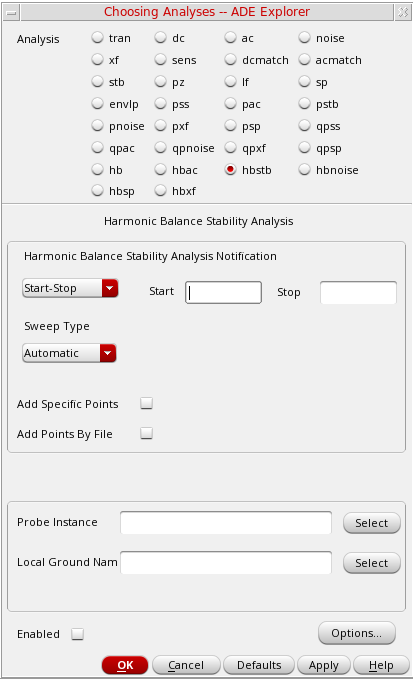 Choosing Analyses -- ADE Explorer
Analysis tran dc ac noise
xf sens dcmatch acmatch
stb pz lf sp
envlp pss pac pstb
pnoise pxf psp qpss
qpac qpnoise qpxf qpsp
hb hbac hbstb hbnoise
hbsp hbxf
Harmonic Balance Stability Analysis
Harmonic Balance Stability Analysis Notification
Start-Stop Start Stop
Sweep Type
Automatic
Add Specific Points
Add Points By File
Probe Instance Select
Local Ground Nam Select
Enabled Options...
OK Cancel Defaults Apply Help